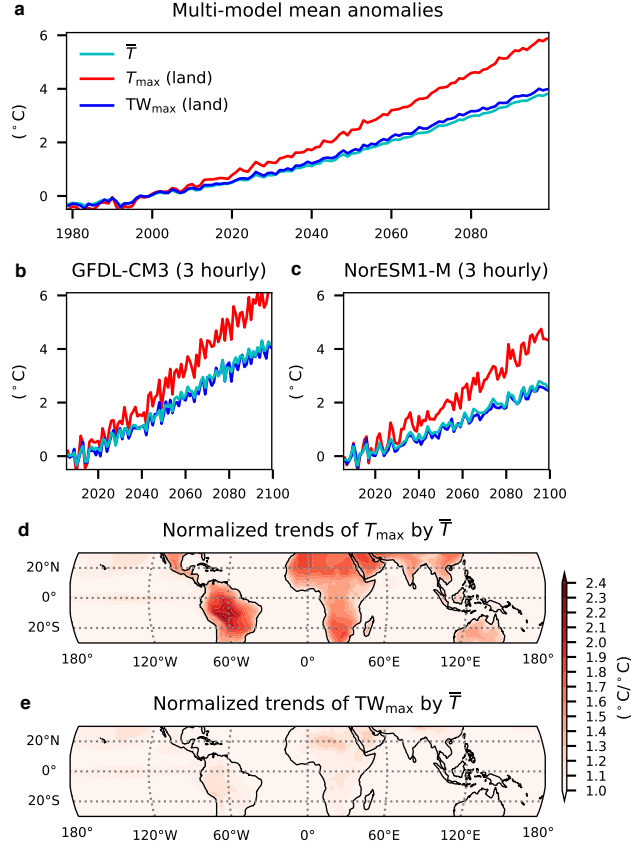 a Multi-model mean anomalies
6
4
2
0
(°C)
T̅
Tmax (land)
TWmax (land)
1980 2000 2020 2040 2060 2080
b GFDL-CM3 (3 hourly) c NorESM1-M (3 hourly)
6
4
2
0
(°C)
2020 2040 2060 2080 2100
6
4
2
0
(°C)
2020 2040 2060 2080 2100
d
Normalized trends of Tmax by T̅
20°N
0°
20°S
180° 120°W 60°W 0° 60°E 120°E 180°
e
Normalized trends of TWmax by T̅
20°N
0°
20°S
180° 120°W 60°W 0° 60°E 120°E 180°
2.4
2.3
2.2
2.1
2.0
1.9
1.8
1.7
1.6
1.5
1.4
1.3
1.2
1.1
1.0
(°C/°C)